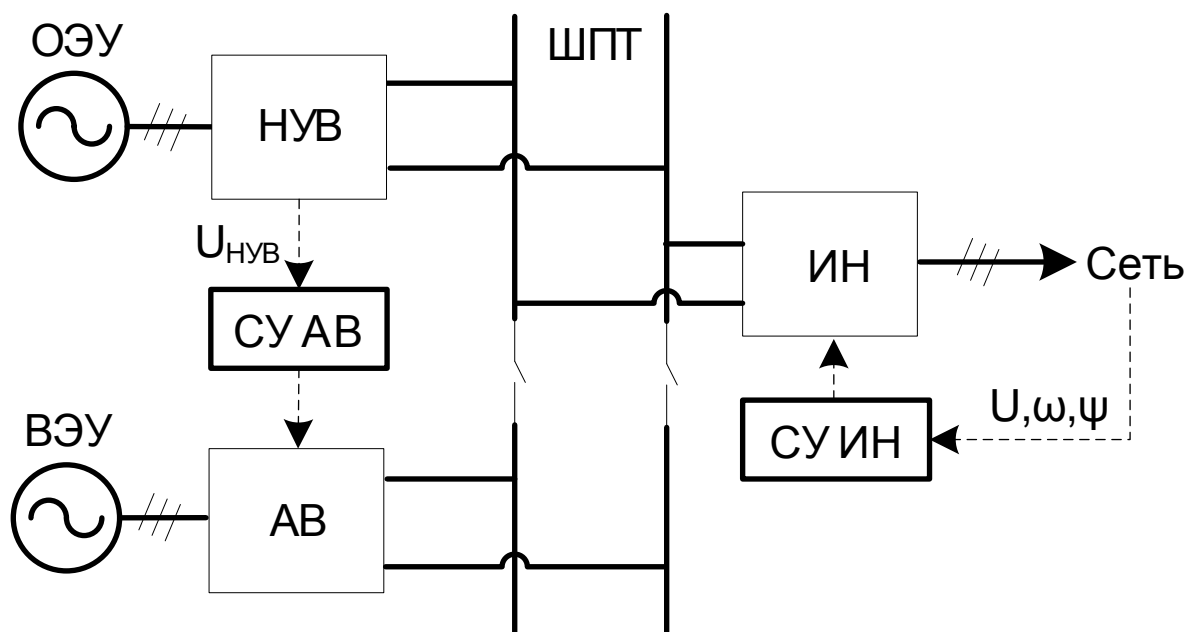 ОЭУ
НУВ
ШПТ
UНУВ
СУ АВ
ИН
Сеть
U,ω,ψ
СУ ИН
ВЭУ
АВ